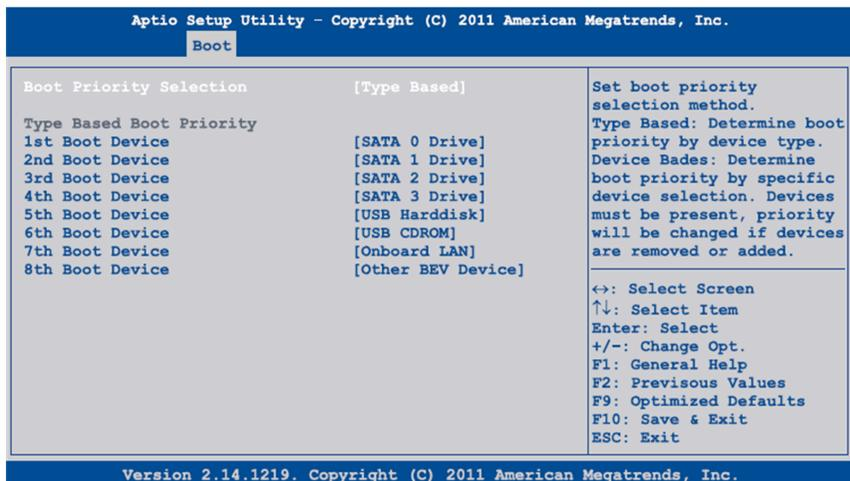 Aptio Setup Utility – Copyright (C) 2011 American Megatrends, Inc.
Boot
Boot Priority Selection [Type Based]
Type Based Boot Priority
1st Boot Device [SATA 0 Drive]
2nd Boot Device [SATA 1 Drive]
3rd Boot Device [SATA 2 Drive]
4th Boot Device [SATA 3 Drive]
5th Boot Device [USB Harddisk]
6th Boot Device [USB CDROM]
7th Boot Device [Onboard LAN]
8th Boot Device [Other BEV Device]
Set boot priority
selection method.
Type Based: Determine boot
priority by device type.
Device Bades: Determine
boot priority by specific
device selection. Devices
must be present, priority
will be changed if devices
are removed or added.
↔: Select Screen
↑↓: Select Item
Enter: Select
+/-: Change Opt.
F1: General Help
F2: Previsous Values
F9: Optimized Defaults
F10: Save & Exit
ESC: Exit
Version 2.14.1219. Copyright (C) 2011 American Megatrends, Inc.